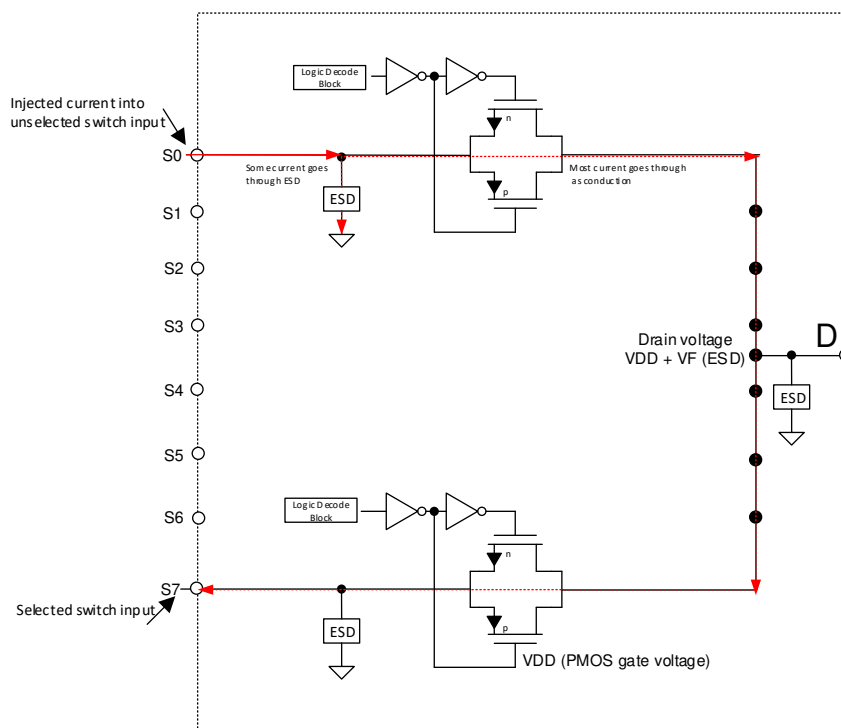 Logic Decode
Block
Injected current into
unselected switch input
n
S0
Some current goes
through ESD
Most current goes through
as conduction
ESD
p
S1
S2
S3
Drain voltage
VDD + VF (ESD)
D
S4
ESD
S5
Logic Decode
Block
S6
n
S7
Selected switch input
ESD
p
VDD (PMOS gate voltage)